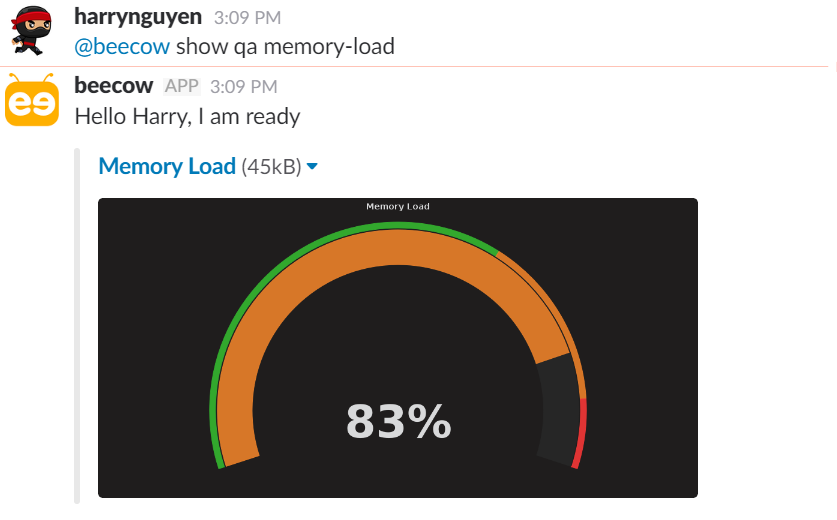 harrynguyen 3:09 PM
@beecow show qa memory-load
beecow APP 3:09 PM
Hello Harry, I am ready
Memory Load (45kB)
Memory Load
83%